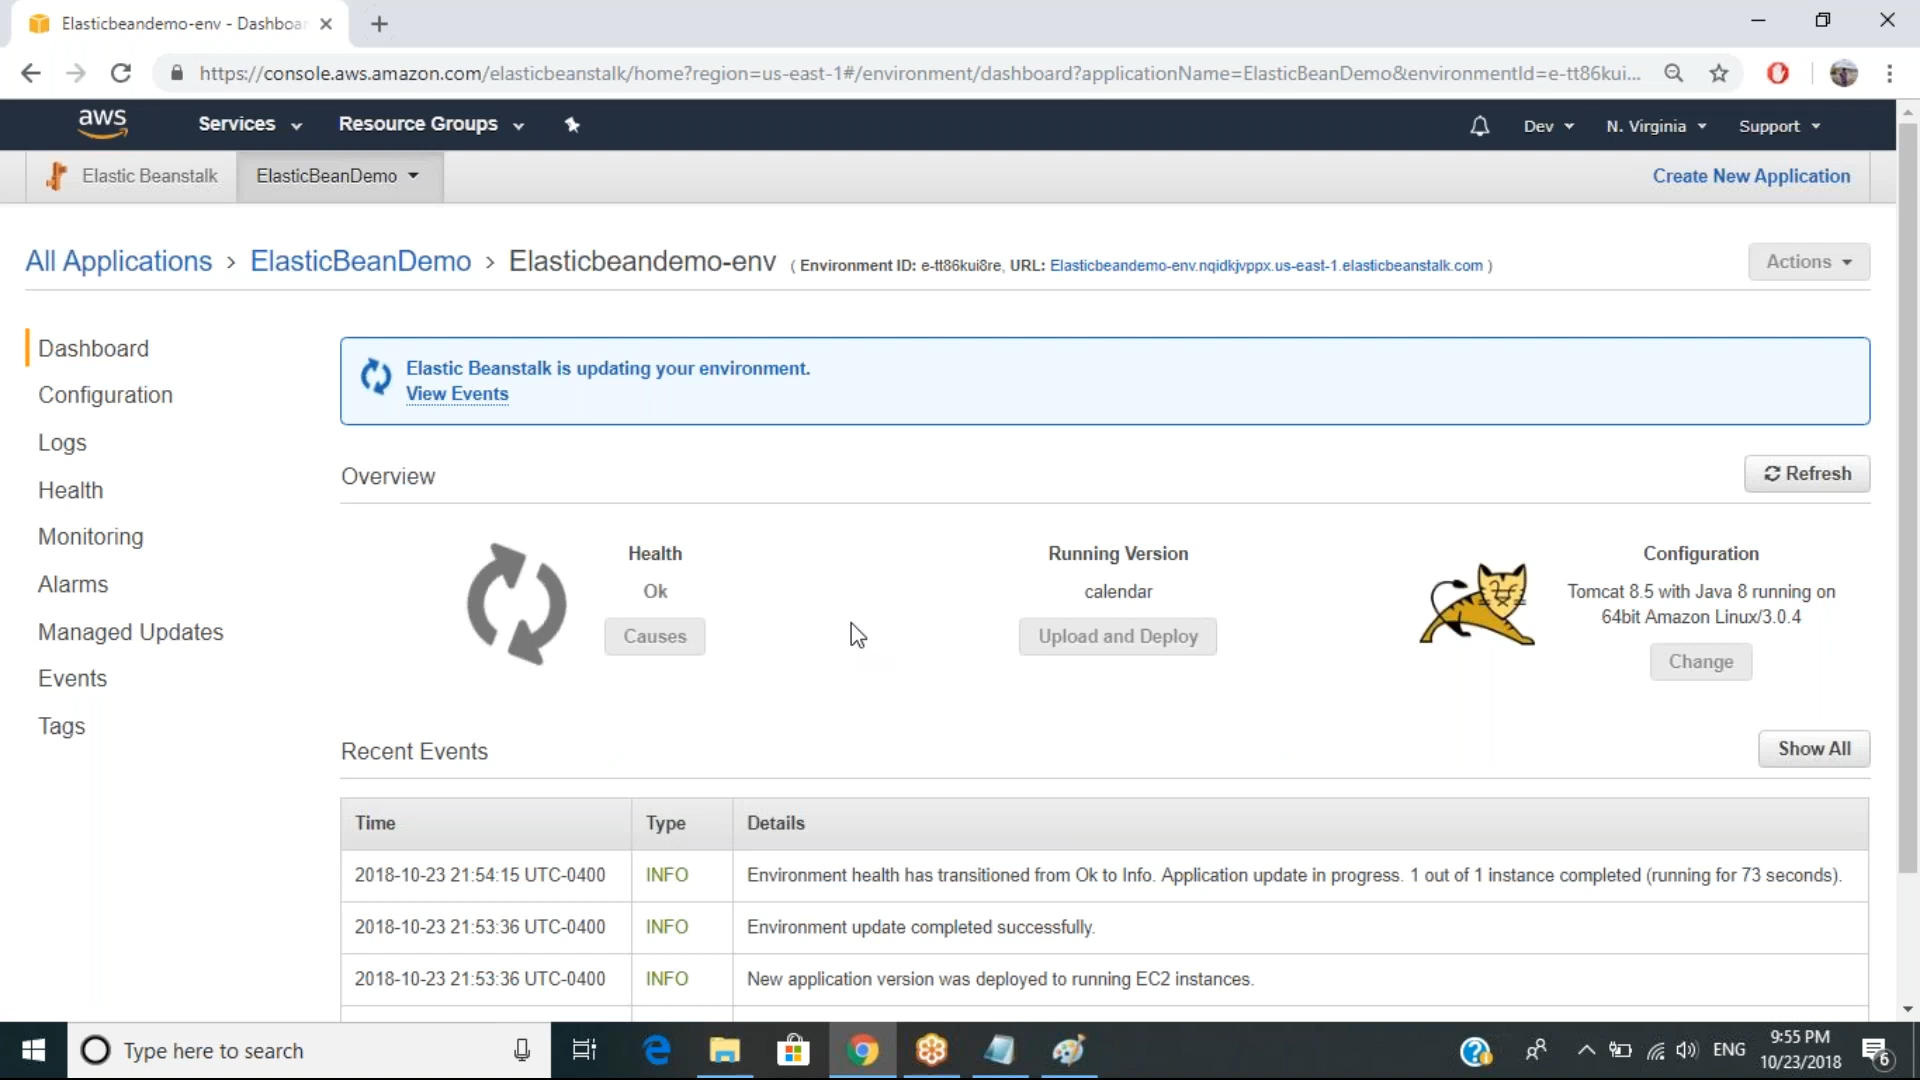 Elasticbeandemo-env - Dashboar
https://console.aws.amazon.com/elasticbeanstalk/home?region=us-east-1#/environment/dashboard?applicationName=ElasticBeanDemo&environmentId=e-tt86kui...
aws Services Resource Groups Dev N. Virginia Support
Elastic Beanstalk ElasticBeanDemo Create New Application
All Applications > ElasticBeanDemo > Elasticbeandemo-env ( Environment ID: e-tt86kui8re, URL: Elasticbeandemo-env.nqidkjvppx.us-east-1.elasticbeanstalk.com ) Actions
Dashboard
Configuration
Logs
Health
Monitoring
Alarms
Managed Updates
Events
Tags
Elastic Beanstalk is updating your environment.
View Events
Overview Refresh
Health
Ok
Causes
Running Version
calendar
Upload and Deploy
Configuration
Tomcat 8.5 with Java 8 running on
64bit Amazon Linux/3.0.4
Change
Recent Events Show All
Time Type Details
2018-10-23 21:54:15 UTC-0400 INFO Environment health has transitioned from Ok to Info. Application update in progress. 1 out of 1 instance completed (running for 73 seconds).
2018-10-23 21:53:36 UTC-0400 INFO Environment update completed successfully.
2018-10-23 21:53:36 UTC-0400 INFO New application version was deployed to running EC2 instances.
Type here to search
ENG
9:55 PM
10/23/2018
6